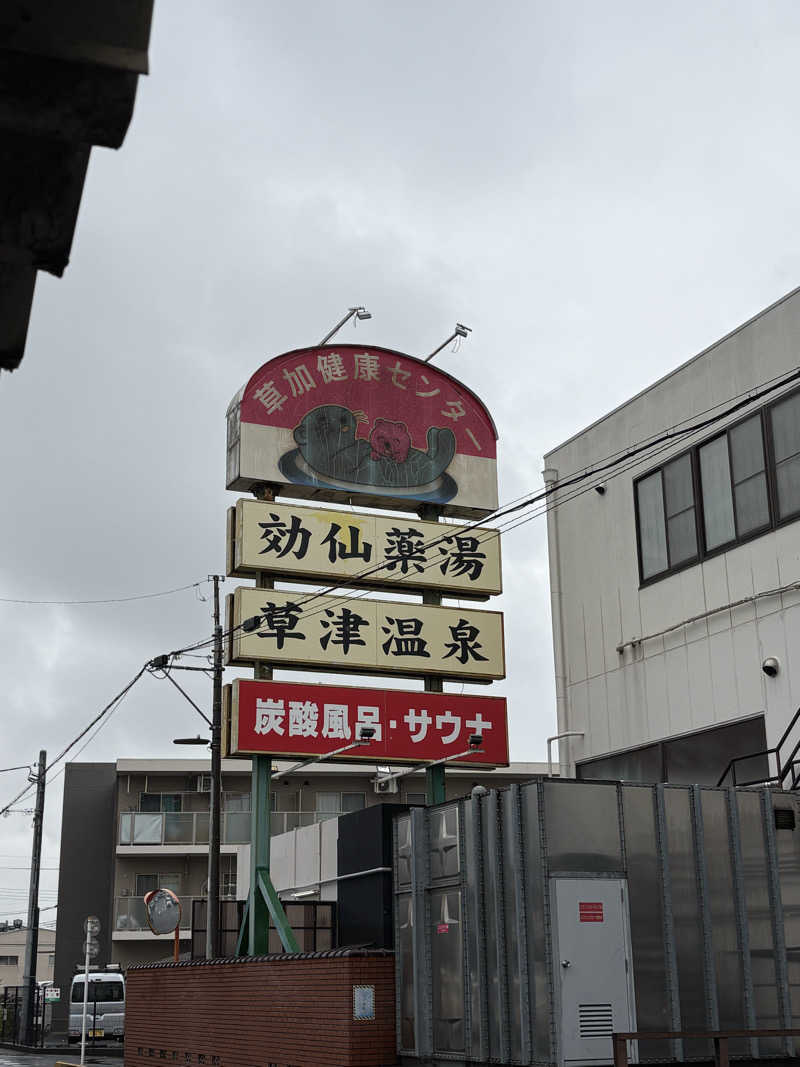 草加健康センター
効仙薬湯
草津温泉
炭酸風呂・サウナ